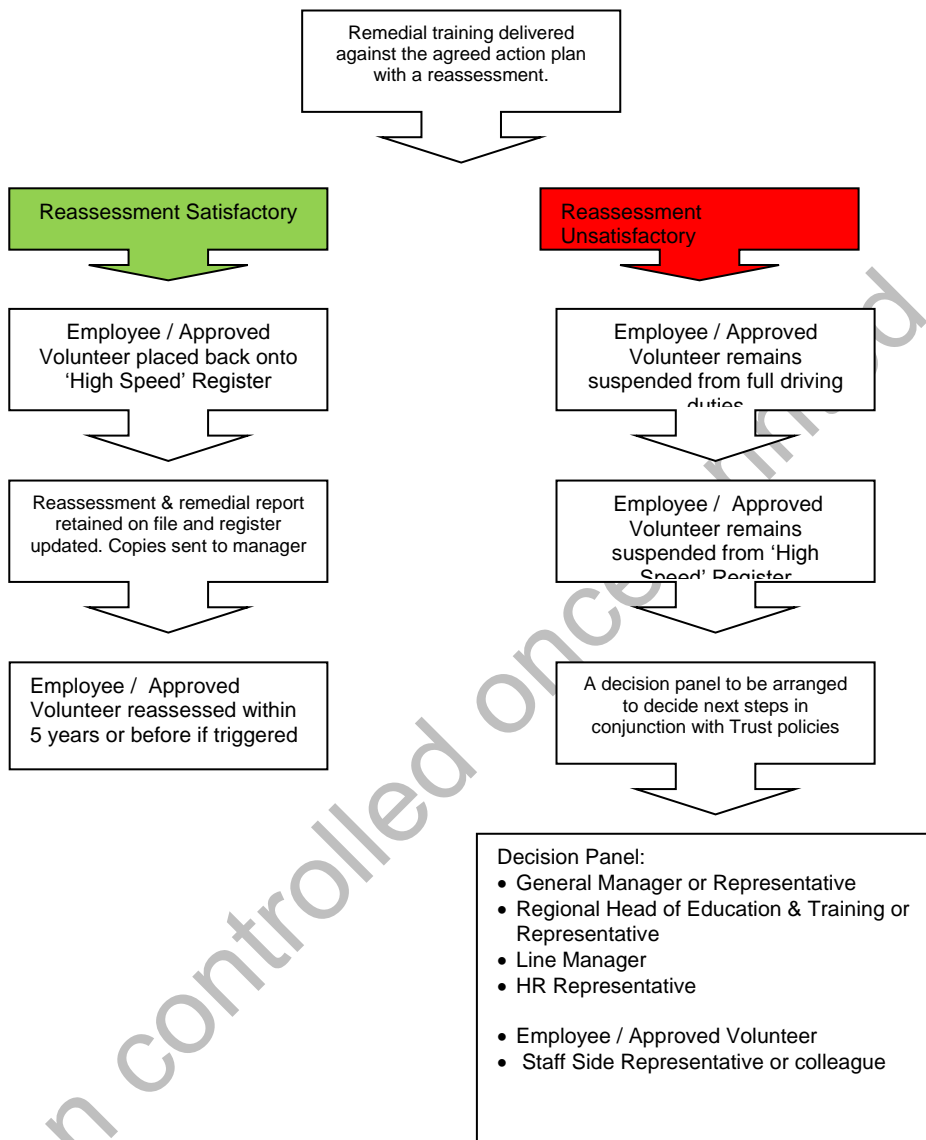 Remedial training delivered
against the agreed action plan
with a reassessment.
Reassessment Satisfactory
Reassessment
Unsatisfactory
Employee / Approved
Volunteer placed back onto
‘High Speed’ Register
Employee / Approved
Volunteer remains
suspended from full driving
duties
Reassessment & remedial report
retained on file and register
updated. Copies sent to manager
Employee /  Approved
Volunteer remains
suspended from ‘High
Speed’ Register
Employee /  Approved
Volunteer reassessed within
5 years or before if triggered
A decision panel to be arranged
to decide next steps in
conjunction with Trust policies
Decision Panel:
• General Manager or Representative
• Regional Head of Education & Training or
Representative
• Line Manager
• HR Representative
• Employee / Approved Volunteer
• Staff Side Representative or colleague
controlled once